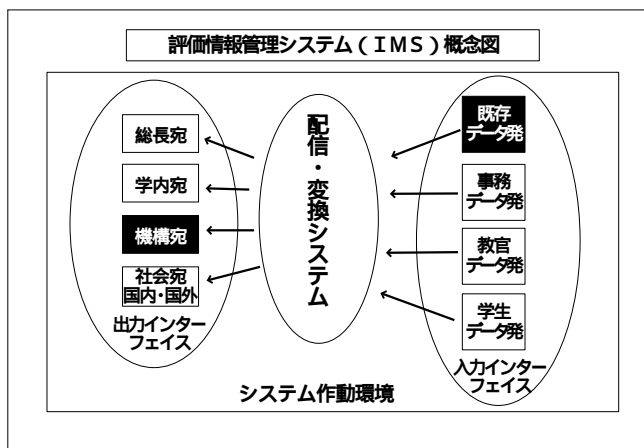 評価情報管理システム(IMS)概念図
総長宛
学内宛
機構宛
社会宛
国内・国外
出力インター
フェイス
配信・変換システム
既存
データ発
事務
データ発
教官
データ発
学生
データ発
入力インター
フェイス
システム作動環境